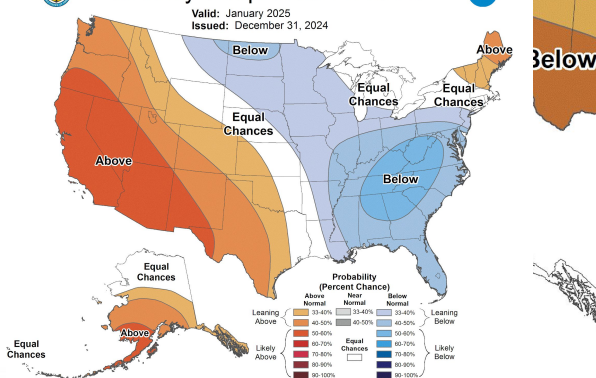 Valid: January 2025
Issued: December 31, 2024
Below
Above
Equal
Chances
Equal
Chances
Equal
Chances
Above
Below
Below
Equal
Chances
Above
Equal
Chances
Probability
(Percent Chance)
Above
Normal
Near
Normal
Below
Normal
Leaning
Above
33-40%
40-50%
50-60%
60-70%
70-80%
80-90%
90-100%
Likely
Above
33-40%
40-50%
Equal
Chances
33-40%
40-50%
50-60%
60-70%
70-80%
80-90%
90-100%
Leaning
Below
Likely
Below